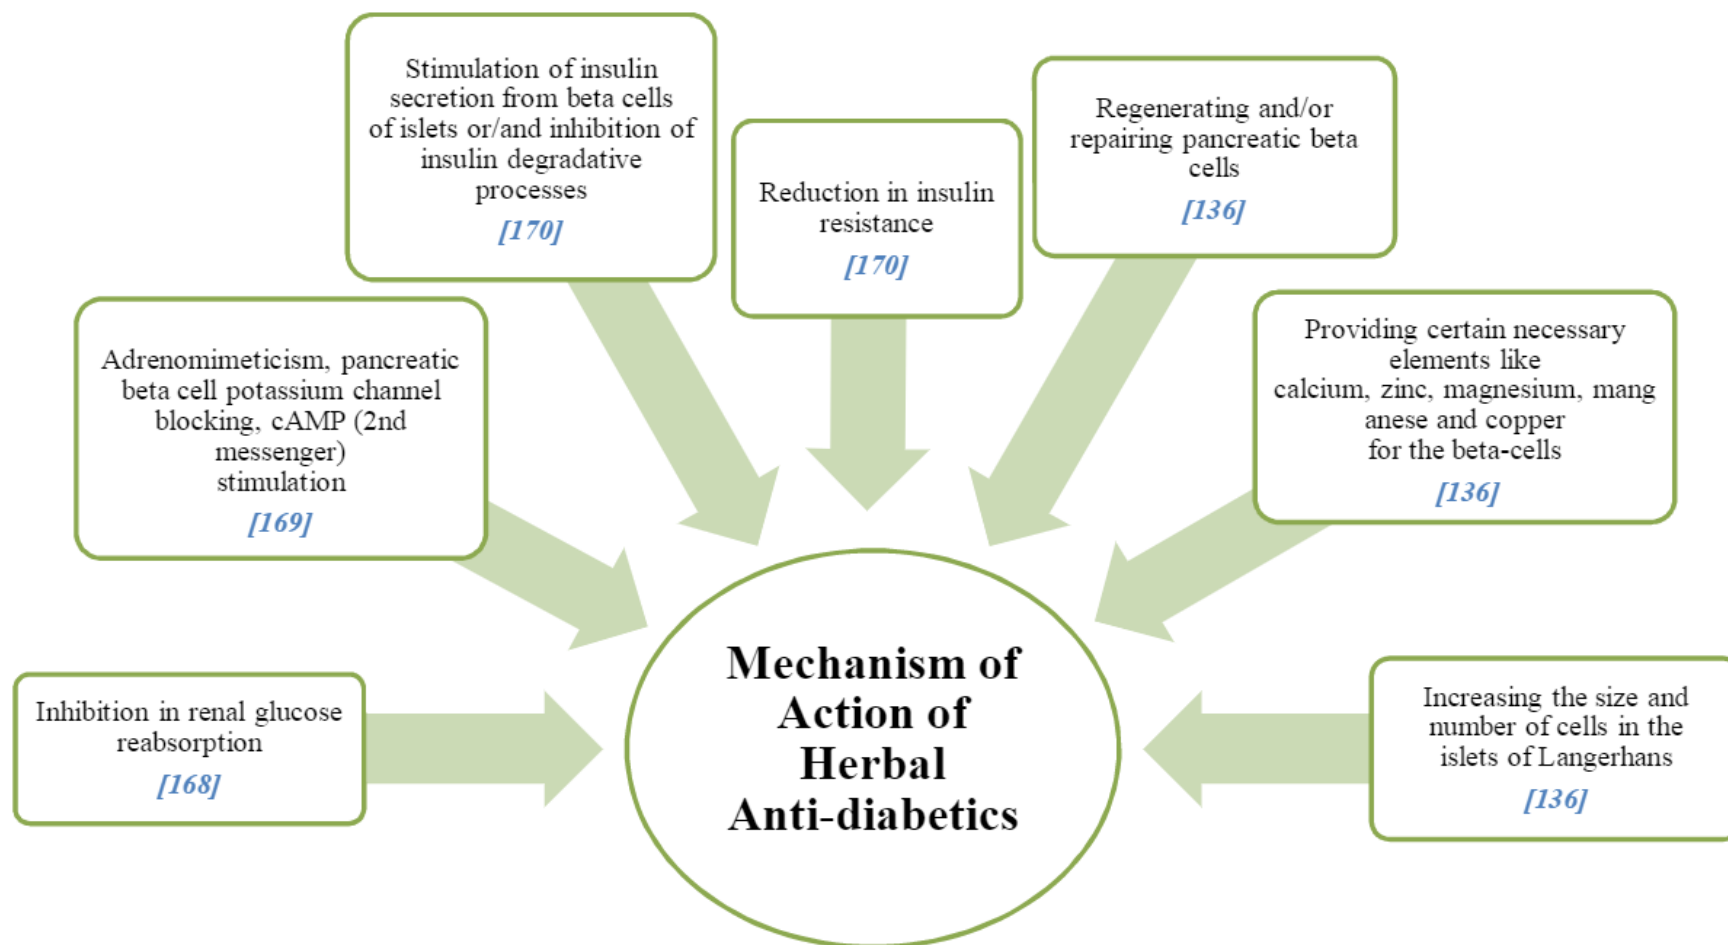 Stimulation of insulin
secretion from beta cells
of islets or/and inhibition of
insulin degradative
processes
[170]
Reduction in insulin
resistance
[170]
Regenerating and/or
repairing pancreatic beta
cells
[136]
Adrenomimeticism, pancreatic
beta cell potassium channel
blocking, cAMP (2nd
messenger)
stimulation
[169]
Providing certain necessary
elements like
calcium, zinc, magnesium, mang
anese and copper
for the beta-cells
[136]
Inhibition in renal glucose
reabsorption
[168]
Mechanism of
Action of
Herbal
Anti-diabetics
Increasing the size and
number of cells in the
islets of Langerhans
[136]